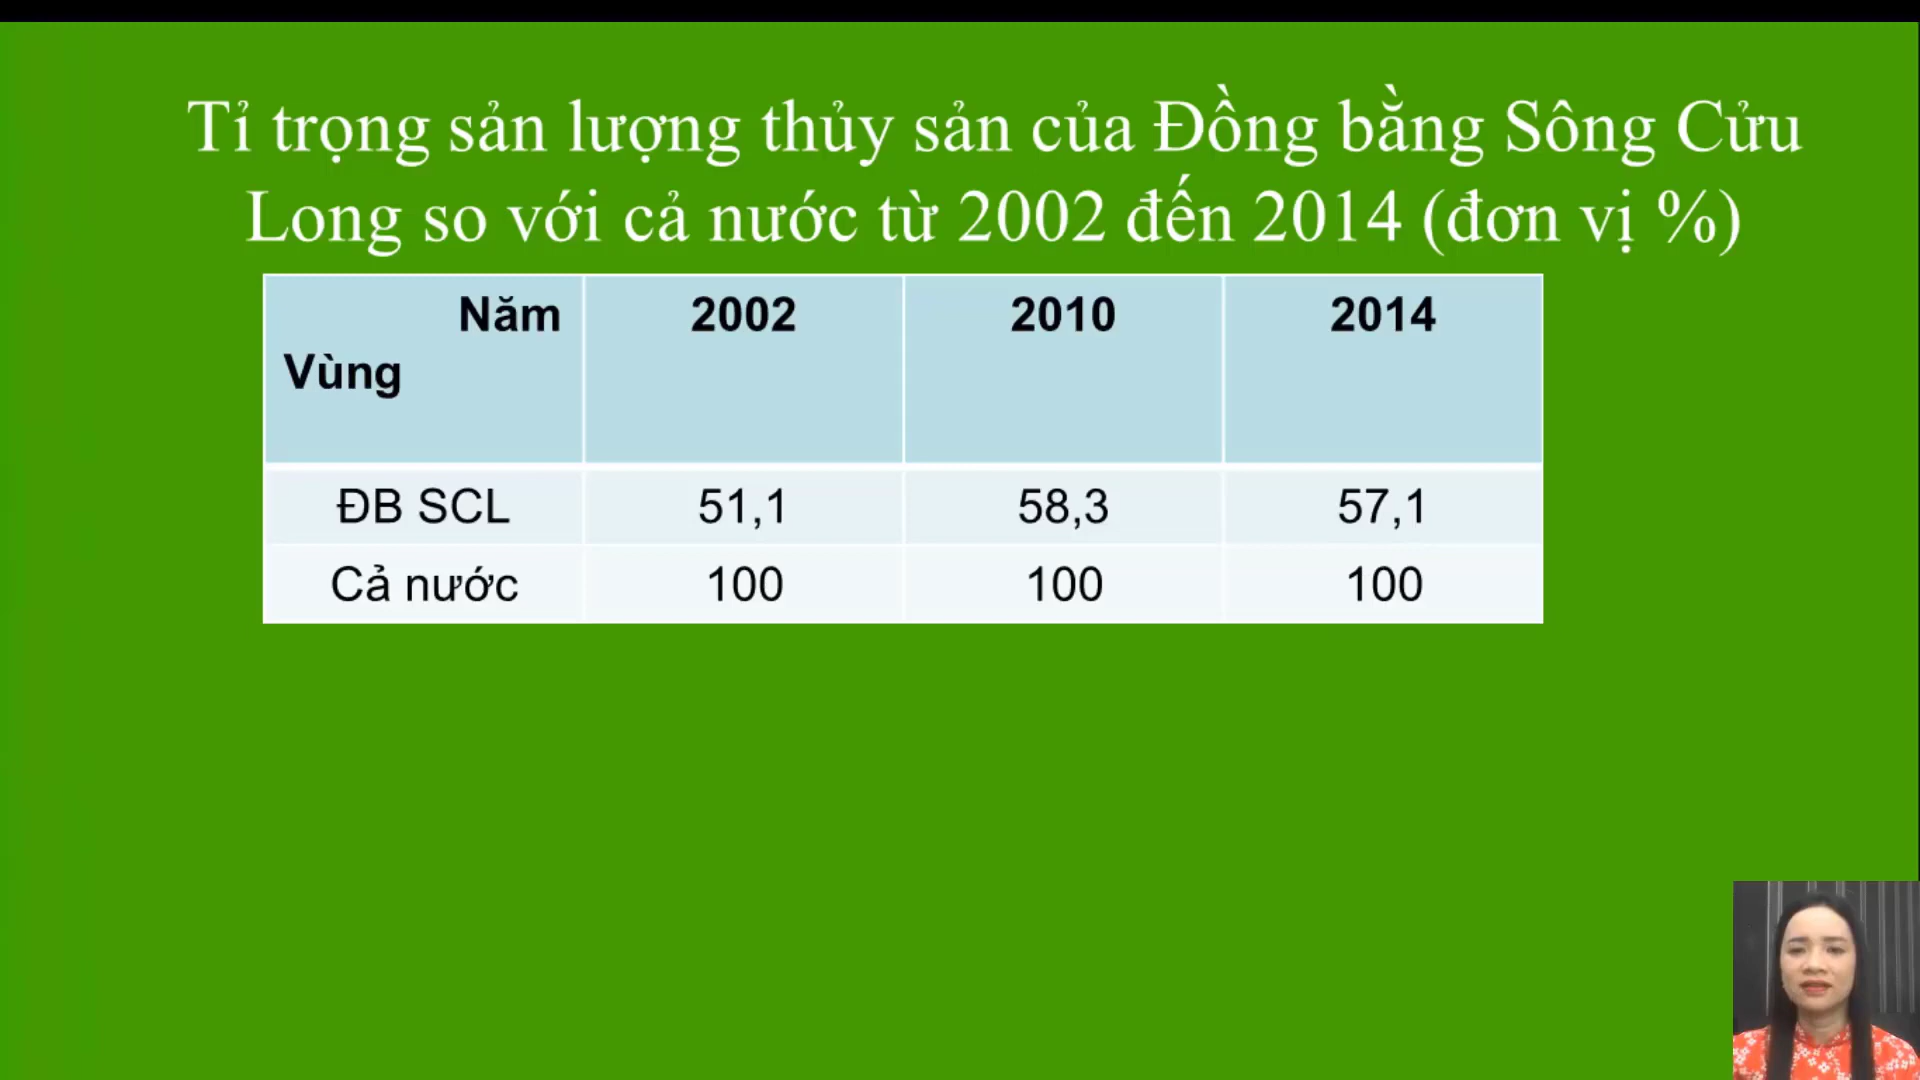 Tỉ trọng sản lượng thủy sản của Đồng bằng Sông Cửu
Long so với cả nước từ 2002 đến 2014 (đơn vị %)
Năm 2002 2010 2014
Vùng
ĐB SCL 51,1 58,3 57,1
Cả nước 100 100 100